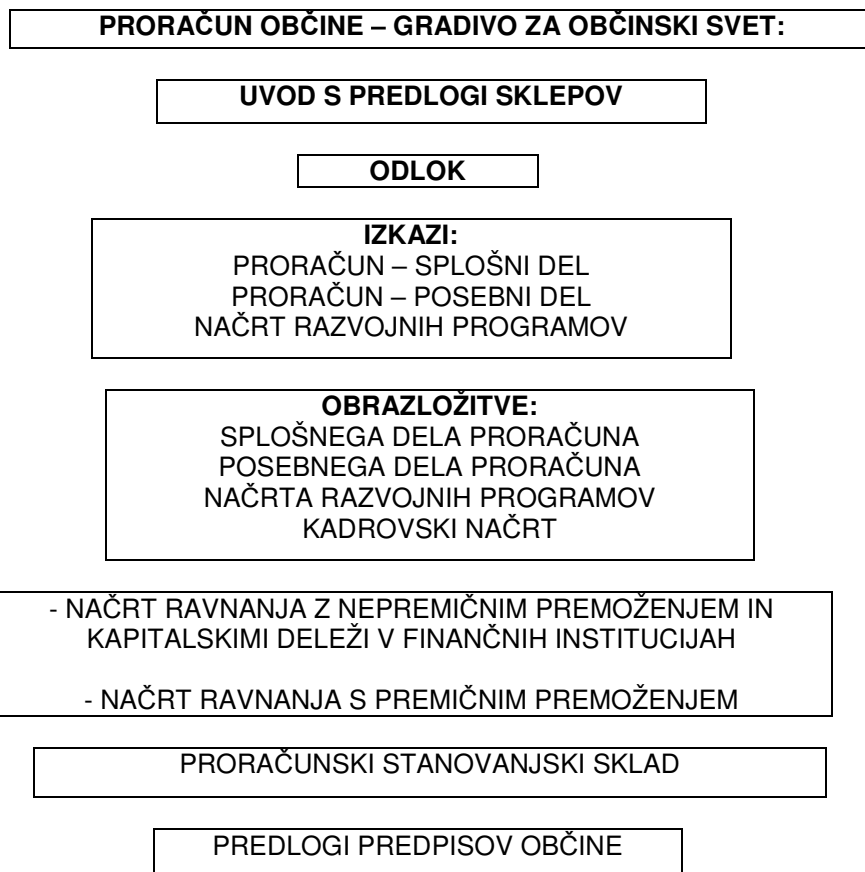 PRORAČUN OBČINE – GRADIVO ZA OBČINSKI SVET:
UVOD S PREDLOGI SKLEPOV
ODLOK
IZKAZI:
PRORAČUN – SPLOŠNI DEL
PRORAČUN – POSEBNI DEL
NAČRT RAZVOJNIH PROGRAMOV
OBRAZLOŽITVE:
SPLOŠNEGA DELA PRORAČUNA
POSEBNEGA DELA PRORAČUNA
NAČRTA RAZVOJNIH PROGRAMOV
KADROVSKI NAČRT
- NAČRT RAVNANJA Z NEPREMIČNIM PREMOŽENJEM IN
KAPITALSKIMI DELEŽI V FINANČNIH INSTITUCIJAH
- NAČRT RAVNANJA S PREMIČNIM PREMOŽENJEM
PRORAČUNSKI STANOVANJSKI SKLAD
PREDLOGI PREDPISOV OBČINE